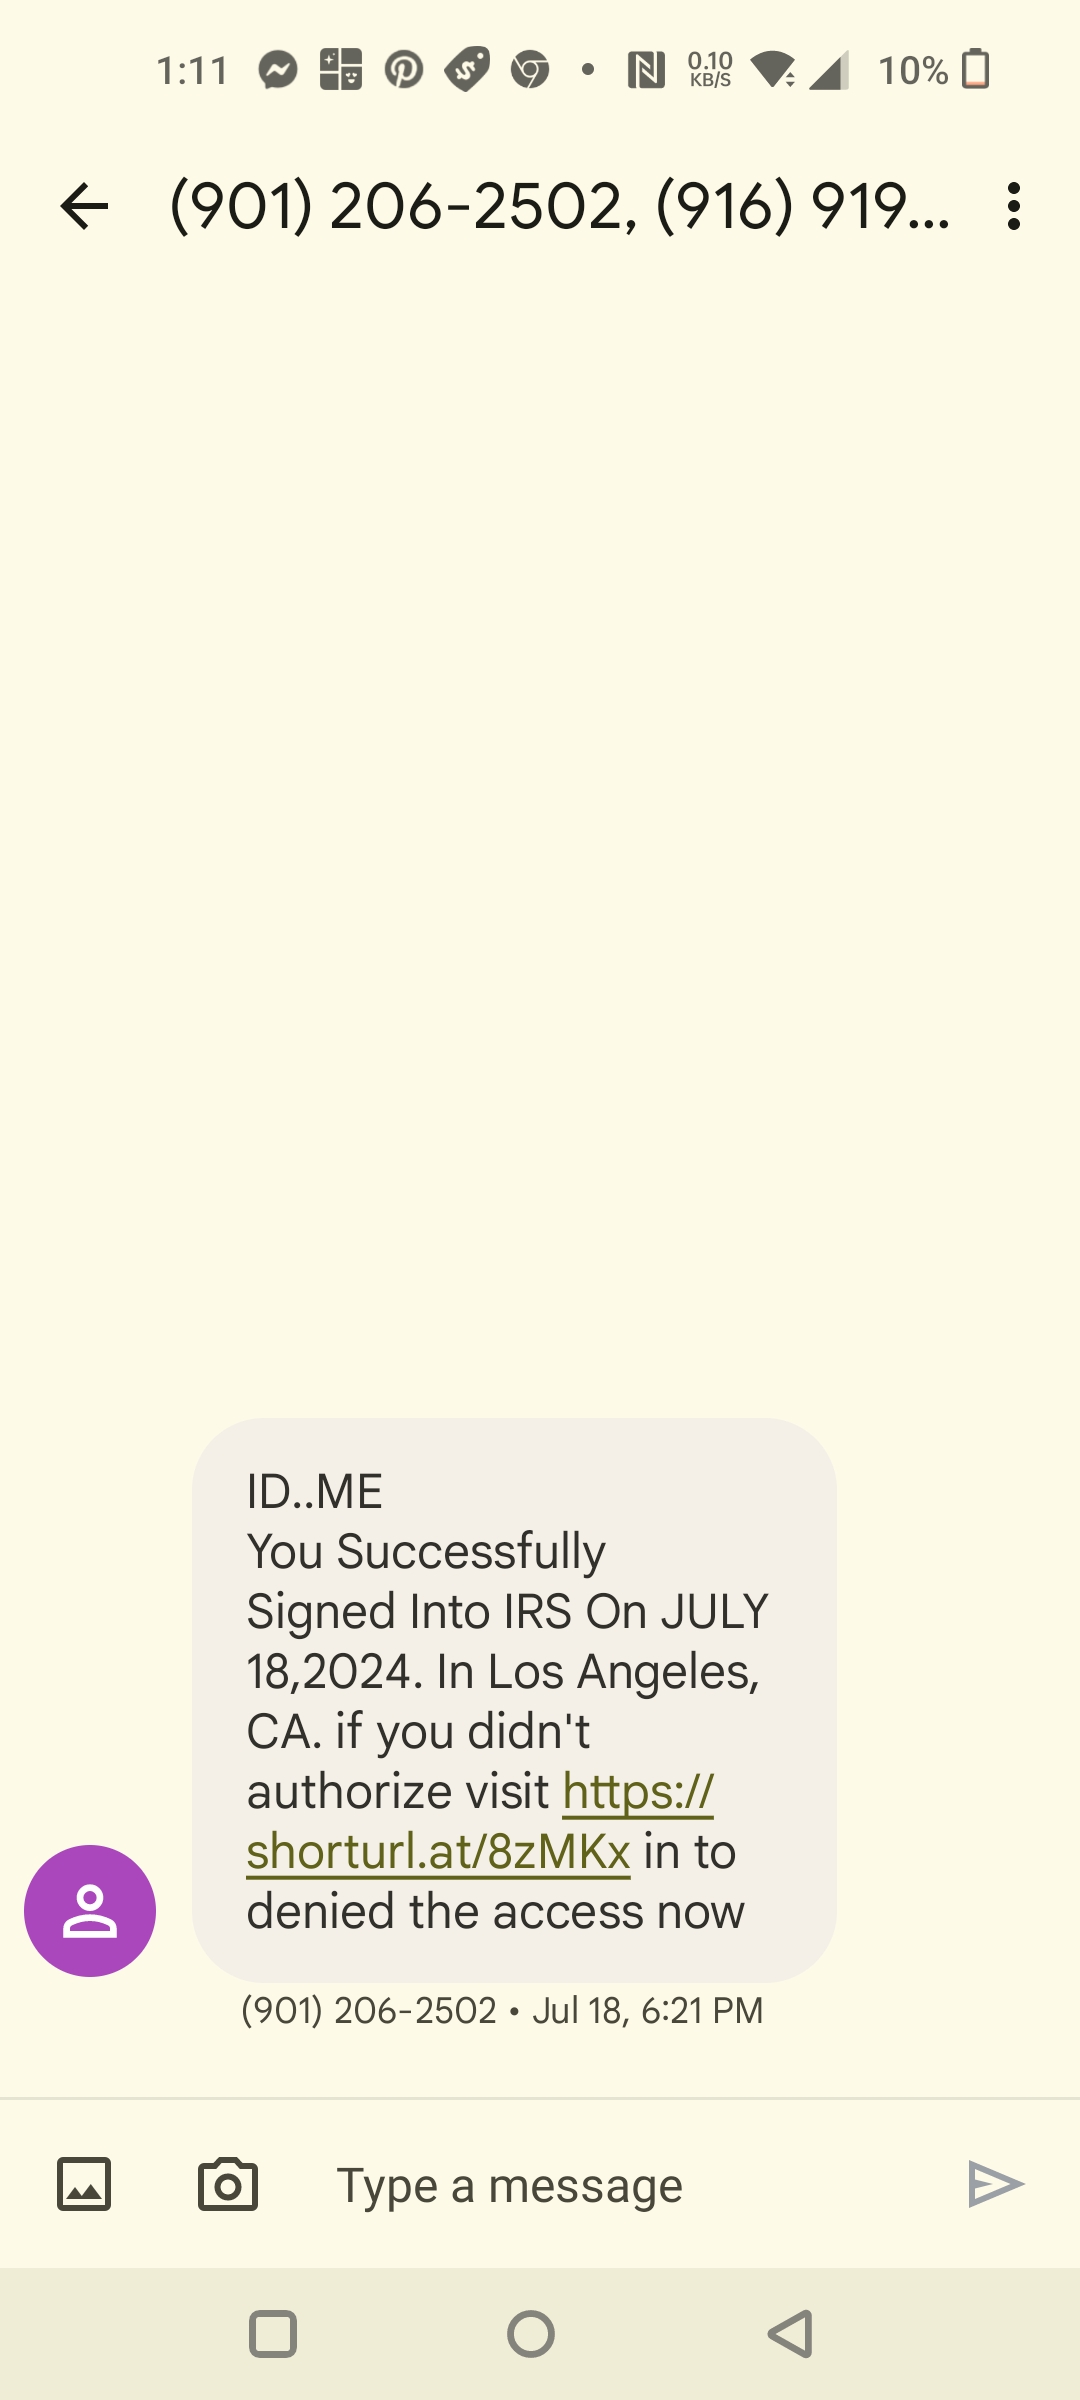 1:11 0.10 KB/S 10%
(901) 206-2502, (916) 919...
ID..ME
You Successfully
Signed Into IRS On JULY
18,2024. In Los Angeles,
CA. if you didn't
authorize visit https://
shorturl.at/8zMKx in to
denied the access now
(901) 206-2502 • Jul 18, 6:21 PM
Type a message